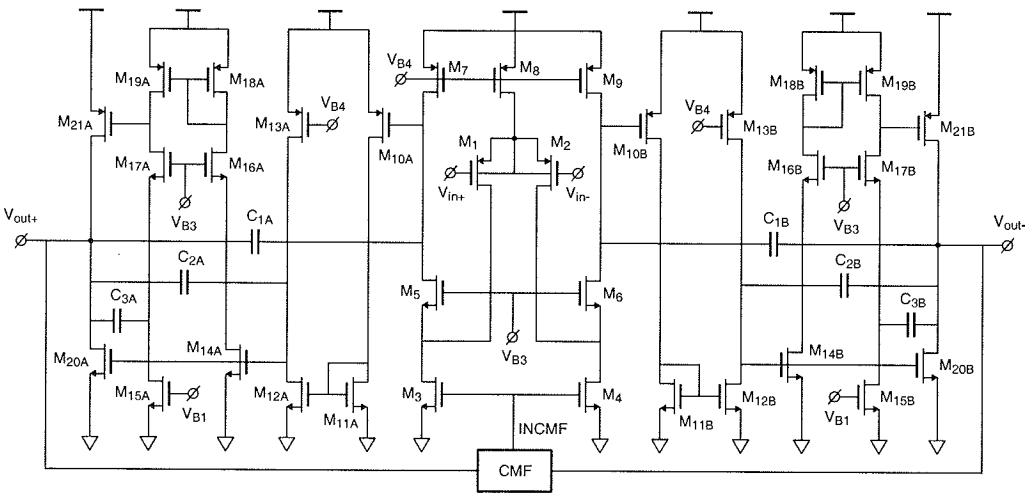 M19A
M18A
VB4
M7
M8
M9
M18B
M19B
M21A
M13A
VB4
M10A
M1
M2
VB4
M10B
M13B
M21B
M17A
M16A
Vin+
Vin-
M16B
M17B
VB3
VB3
Vout+
C1A
C1B
Vout-
C2A
C2B
C3A
M5
M6
C3B
VB3
M20A
M14A
M14B
M20B
M15A
VB1
M12A
M11A
M3
M4
M11B
M12B
VB1
M15B
INCMF
CMF